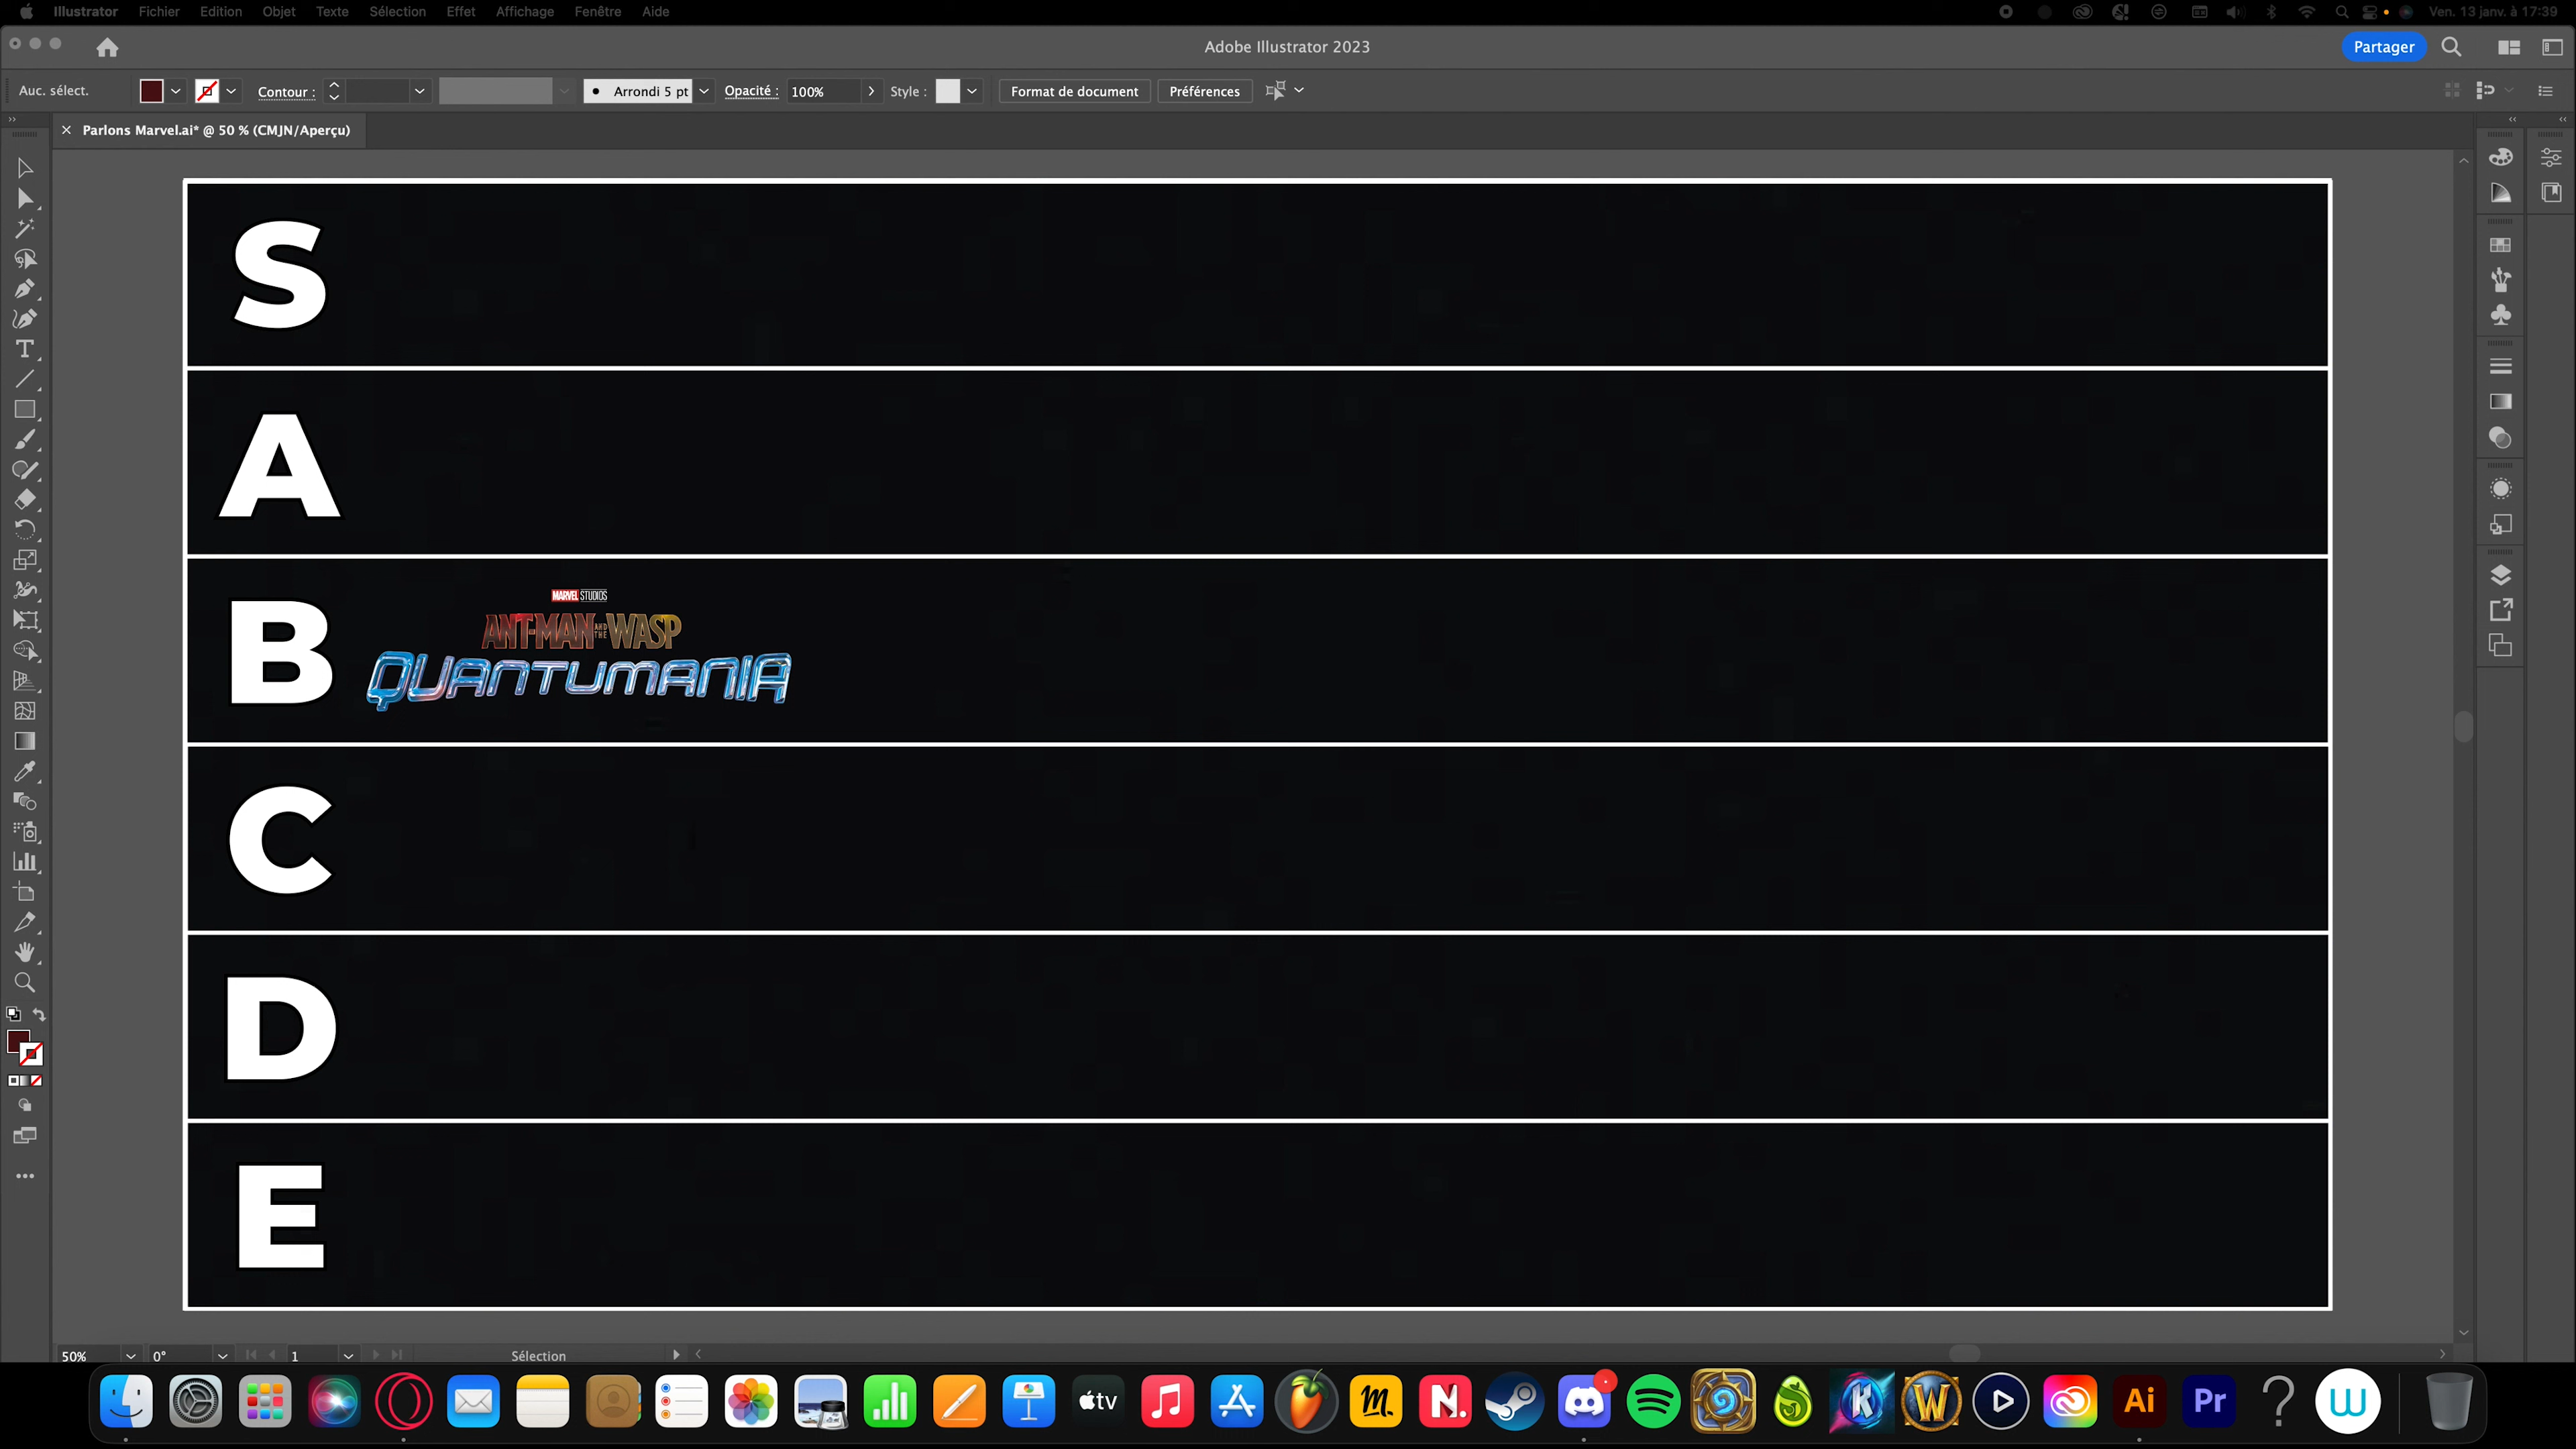 Illustrator Fichier Edition Objet Texte Sélection Effet Affichage Fenêtre Aide Ven. 13 janv. à 17:39
Adobe Illustrator 2023 Partager
Auc. sélect. Contour : Arrondi 5 pt Opacité : 100% Style : Format de document Préférences
Parlons Marvel.ai* @ 50 % (CMJN/Aperçu)
S
A
B
MARVEL STUDIOS
ANT-MAN AND THE WASP
QUANTUMANIA
C
D
E
50% 0° 1 Sélection
tv m. N. K W Ai Pr ? W